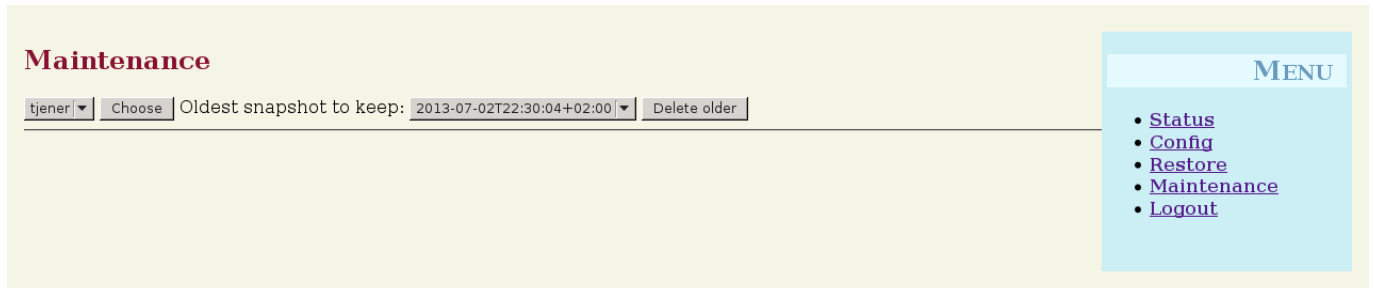 Maintenance
tjener Choose Oldest snapshot to keep: 2013-07-02T22:30:04+02:00 Delete older
MENU
Status
Config
Restore
Maintenance
Logout